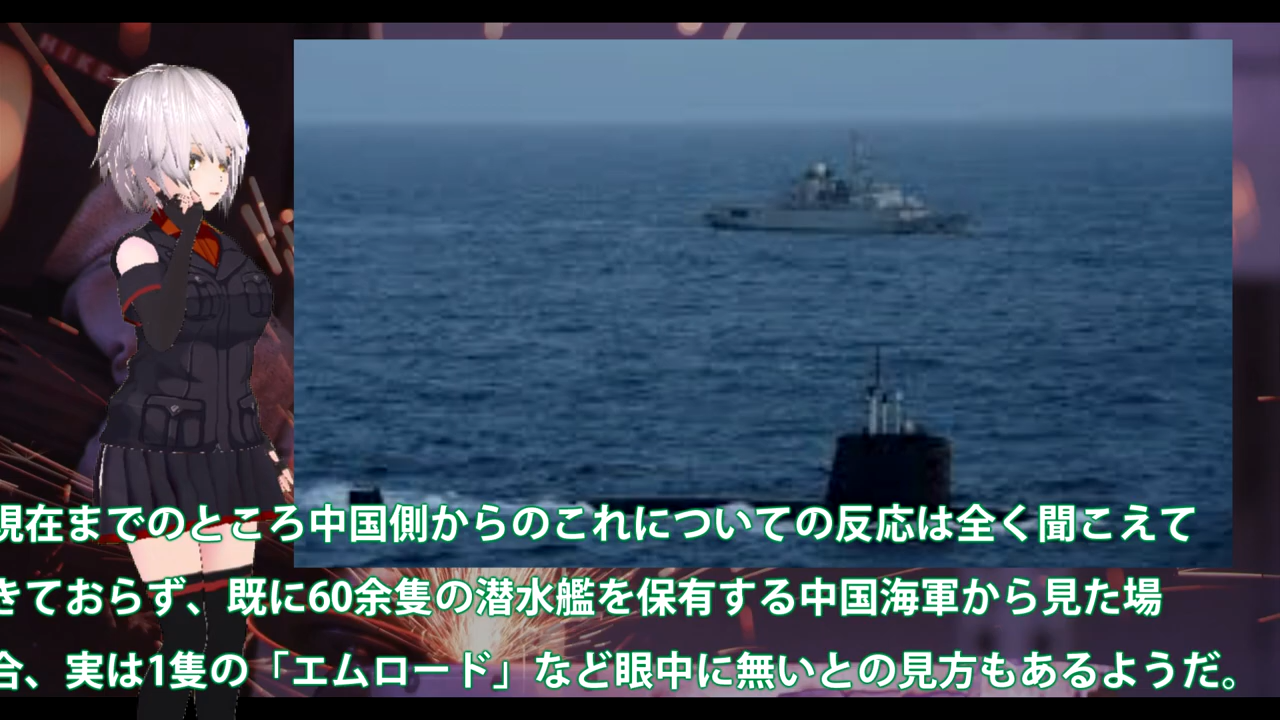 現在までのところ中国側からのこれについての反応は全く聞こえて
きておらず、既に60余隻の潜水艦を保有する中国海軍から見た場
合、実は1隻の「エムロード」など眼中に無いとの見方もあるようだ。